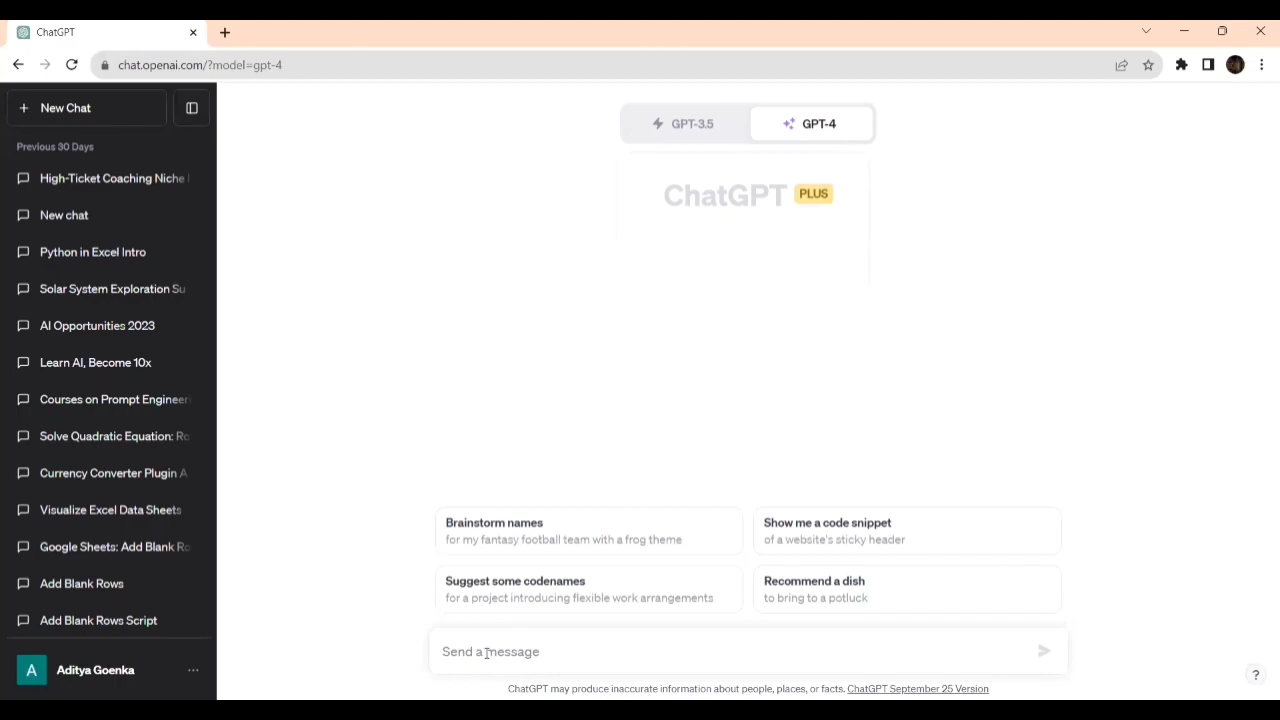 ChatGPT
chat.openai.com/?model=gpt-4
New Chat
Previous 30 Days
High-Ticket Coaching Niche
New chat
Python in Excel Intro
Solar System Exploration Su
AI Opportunities 2023
Learn AI, Become 10x
Courses on Prompt Engineer
Solve Quadratic Equation: Ro
Currency Converter Plugin A
Visualize Excel Data Sheets
Google Sheets: Add Blank Ro
Add Blank Rows
Add Blank Rows Script
A Aditya Goenka
GPT-3.5 GPT-4
ChatGPT PLUS
Brainstorm names
for my fantasy football team with a frog theme
Show me a code snippet
of a website's sticky header
Suggest some codenames
for a project introducing flexible work arrangements
Recommend a dish
to bring to a potluck
Send a message
ChatGPT may produce inaccurate information about people, places, or facts. ChatGPT September 25 Version
?